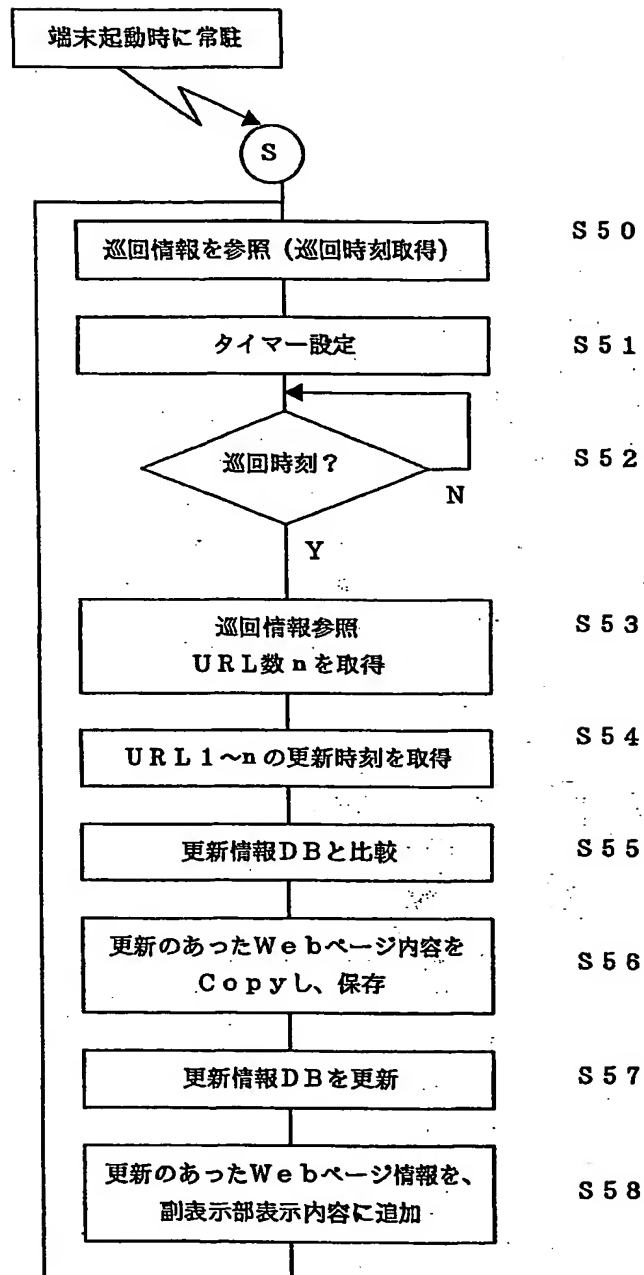 端末起動時に常駐
S
巡回情報を参照(巡回時刻取得)
S50
タイマー設定
S51
巡回時刻?
S52
N
Y
巡回情報参照
URL数nを取得
S53
URL1~nの更新時刻を取得
S54
更新情報DBと比較
S55
更新のあったWebページ内容を
Copyし、保存
S56
更新情報DBを更新
S57
更新のあったWebページ情報を、
副表示部表示内容に追加
S58